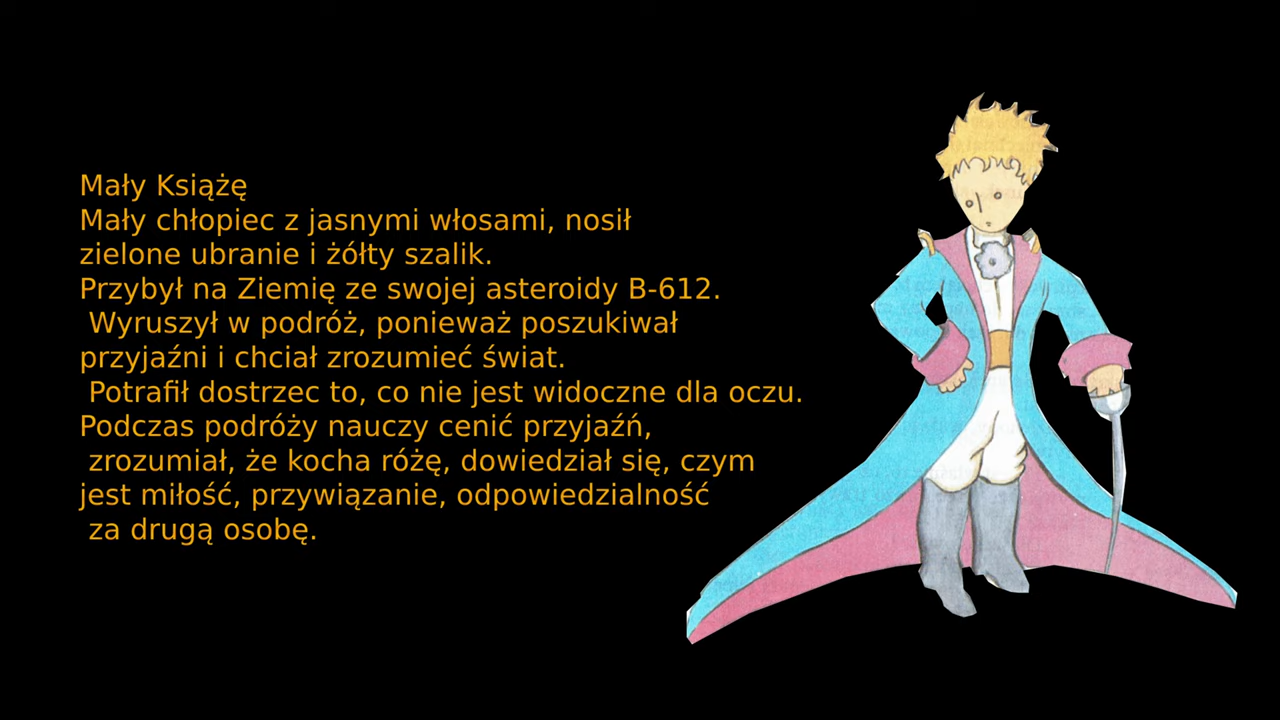 Mały Książę
Mały chłopiec z jasnymi włosami, nosił
zielone ubranie i żółty szalik.
Przybył na Ziemię ze swojej asteroidy B-612.
Wyruszył w podróż, ponieważ poszukiwał
przyjaźni i chciał zrozumieć świat.
Potrafił dostrzec to, co nie jest widoczne dla oczu.
Podczas podróży nauczy cenić przyjaźń,
zrozumiał, że kocha różę, dowiedział się, czym
jest miłość, przywiązanie, odpowiedzialność
za drugą osobę.